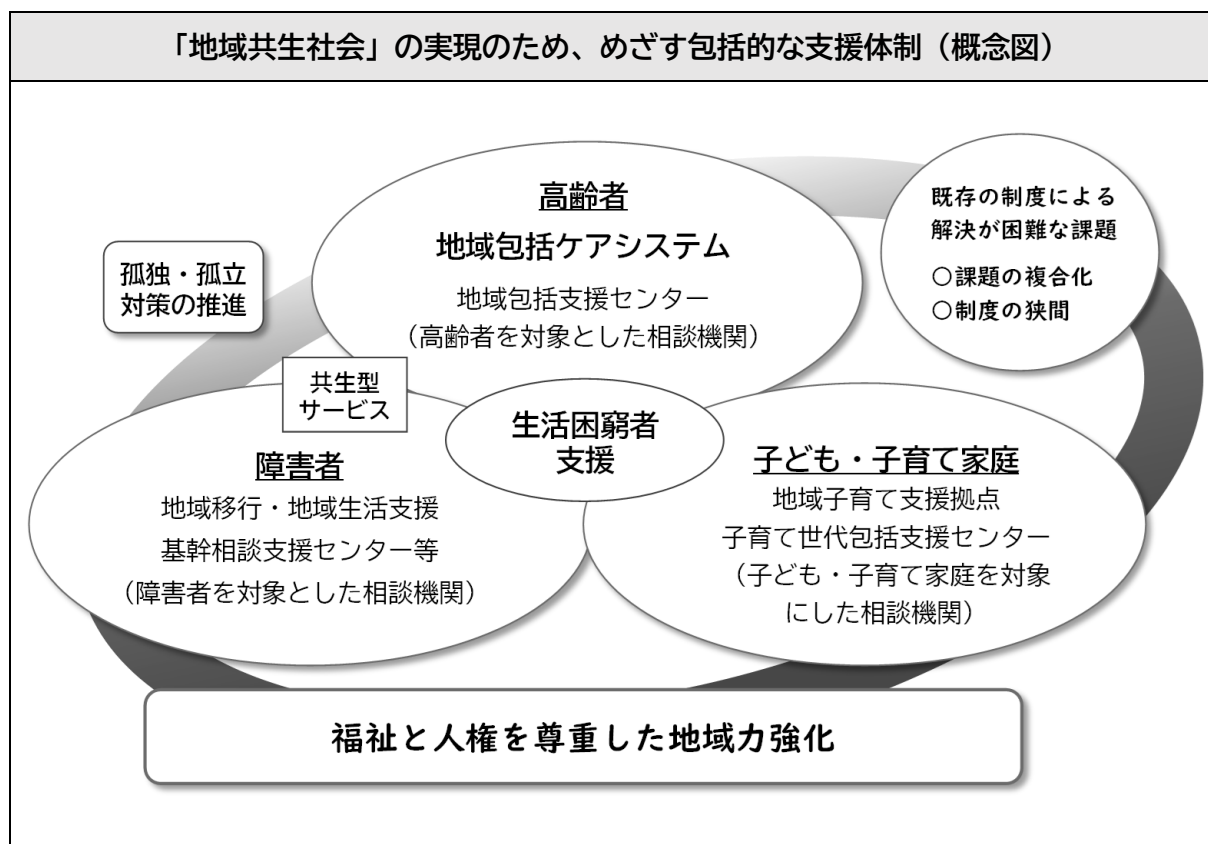 「地域共生社会」の実現のため、めざす包括的な支援体制（概念図）
高齢者
地域包括ケアシステム
地域包括支援センター
（高齢者を対象とした相談機関）
既存の制度による
解決が困難な課題
○課題の複合化
○制度の狭間
孤独・孤立
対策の推進
共生型
サービス
生活困窮者
支援
障害者
地域移行・地域生活支援
基幹相談支援センター等
（障害者を対象とした相談機関）
子ども・子育て家庭
地域子育て支援拠点
子育て世代包括支援センター
（子ども・子育て家庭を対象
にした相談機関）
福祉と人権を尊重した地域力強化